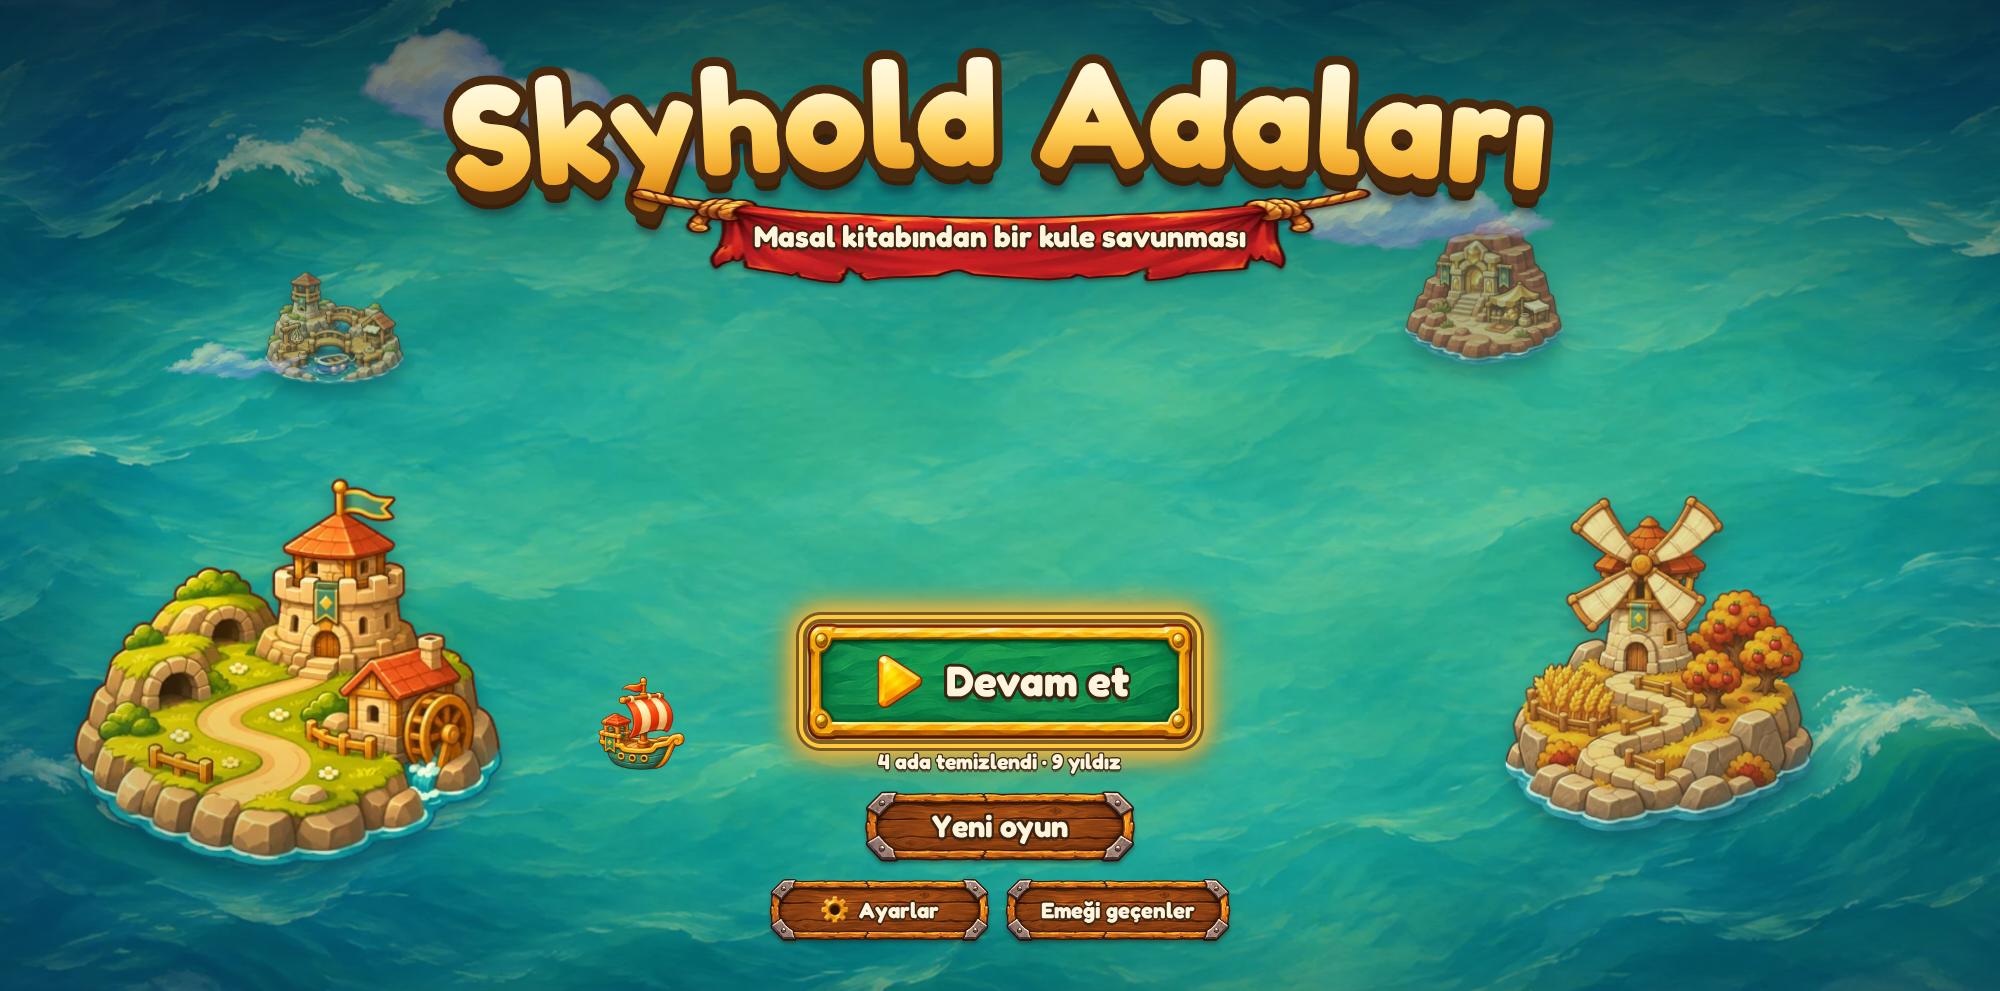 Skyhold Adaları
Masal kitabından bir kule savunması
Devam et
4 ada temizlendi · 9 yıldız
Yeni oyun
Ayarlar
Emeği geçenler